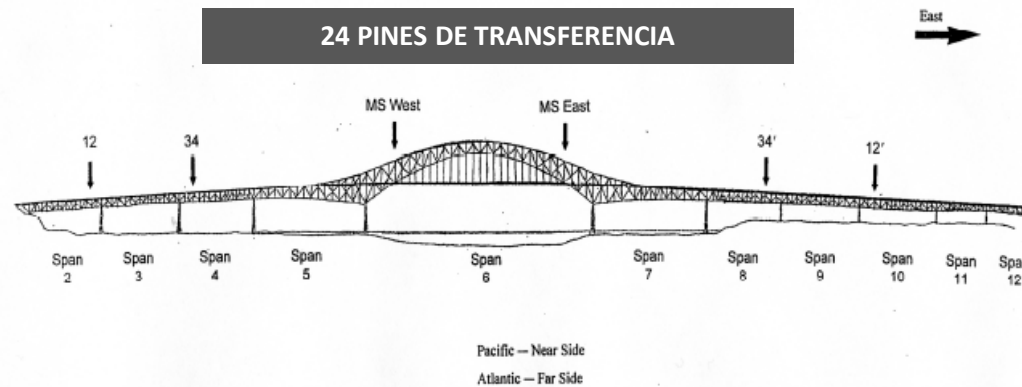 24 PINES DE TRANSFERENCIA
East
MS West
MS East
12
34
34'
12'
Span
2
Span
3
Span
4
Span
5
Span
6
Span
7
Span
8
Span
9
Span
10
Span
11
Spa
12
Pacific — Near Side
Atlantic — Far Side